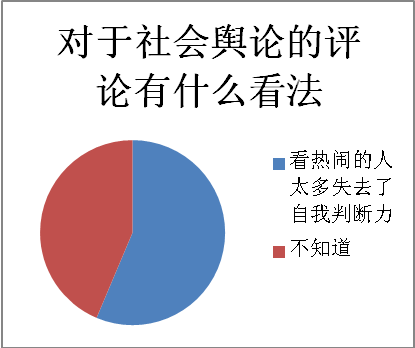 对于社会舆论的评
论有什么看法
看热闹的人
太多失去了
自我判断力
不知道